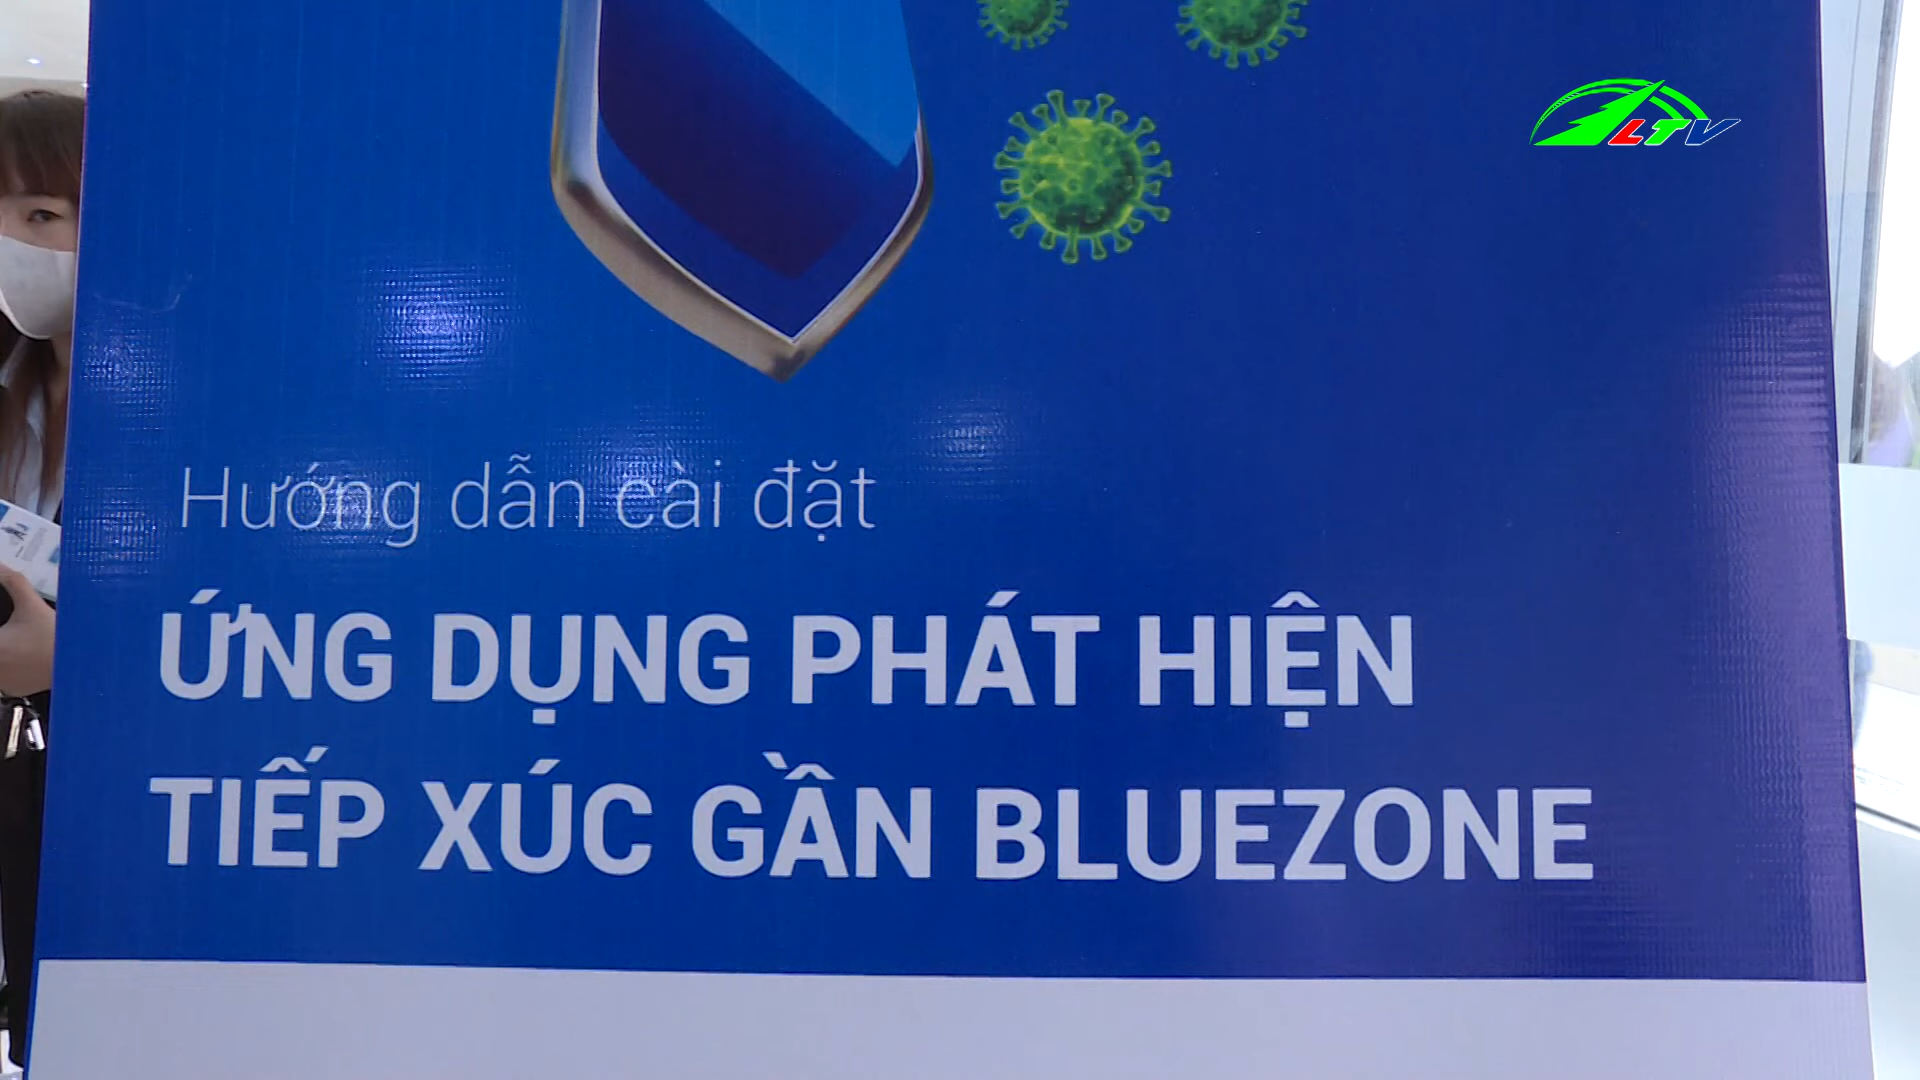 LTV
Hướng dẫn cài đặt
ỨNG DỤNG PHÁT HIỆN
TIẾP XÚC GẦN BLUEZONE